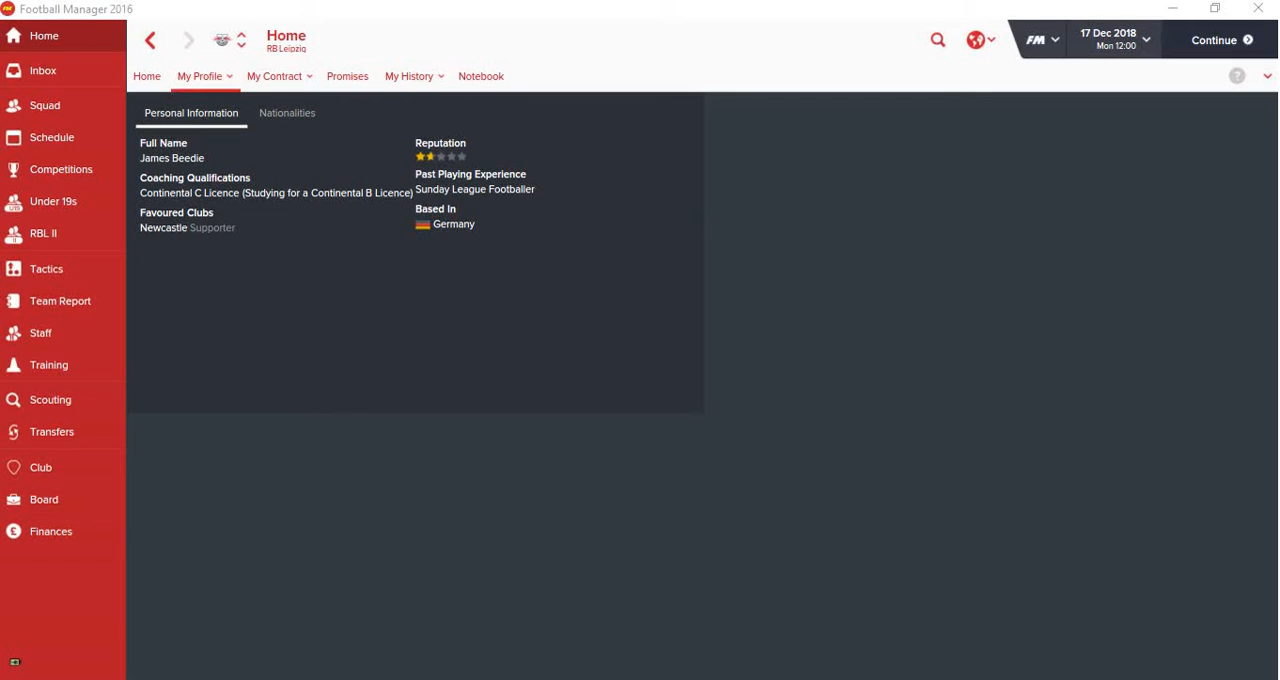 Football Manager 2016
Home
Inbox
Squad
Schedule
Competitions
Under 19s
RBL II
Tactics
Team Report
Staff
Training
Scouting
Transfers
Club
Board
Finances
Home
RB Leipzig
FM
17 Dec 2018
Mon 12:00
Continue
Home My Profile My Contract Promises My History Notebook
?
Personal Information Nationalities
Full Name
James Beedie
Coaching Qualifications
Continental C Licence (Studying for a Continental B Licence)
Favoured Clubs
Newcastle Supporter
Reputation
Past Playing Experience
Sunday League Footballer
Based In
Germany